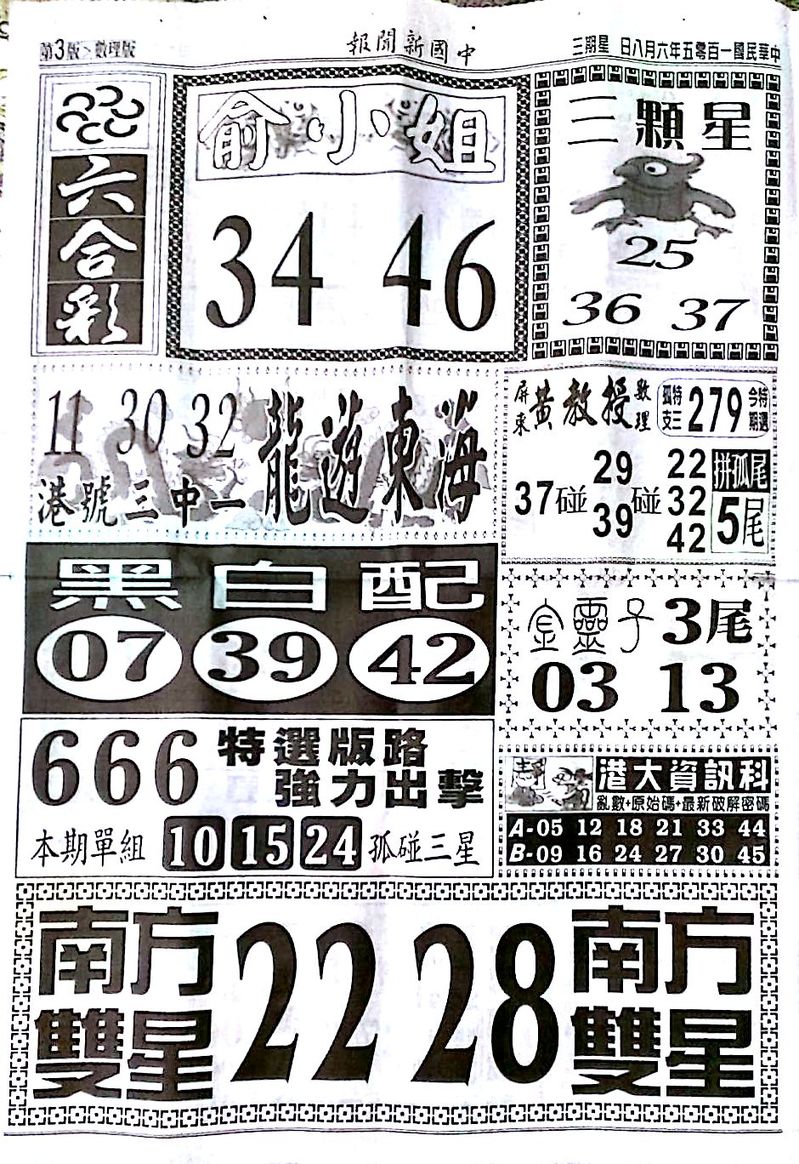 第3版>數理版
報聞新國中
三期星 日八月六年五零百一國民華中
六合彩
俞小姐
34 46
三顆星
25
36 37
11 30 32
龍遊東海
港號三中一
屏東黃教授數理
孤特支三 279 今特期選
37碰
29
39
碰
22
32
42
拼孤尾
5尾
黑白配
07 39 42
金靈子 3尾
03 13
666 特選版路
強力出擊
本期單組 10 15 24 孤碰三星
港大資訊科
亂數+原始碼+最新破解密碼
A-05 12 18 21 33 44
B-09 16 24 27 30 45
南方雙星
22 28
南方雙星